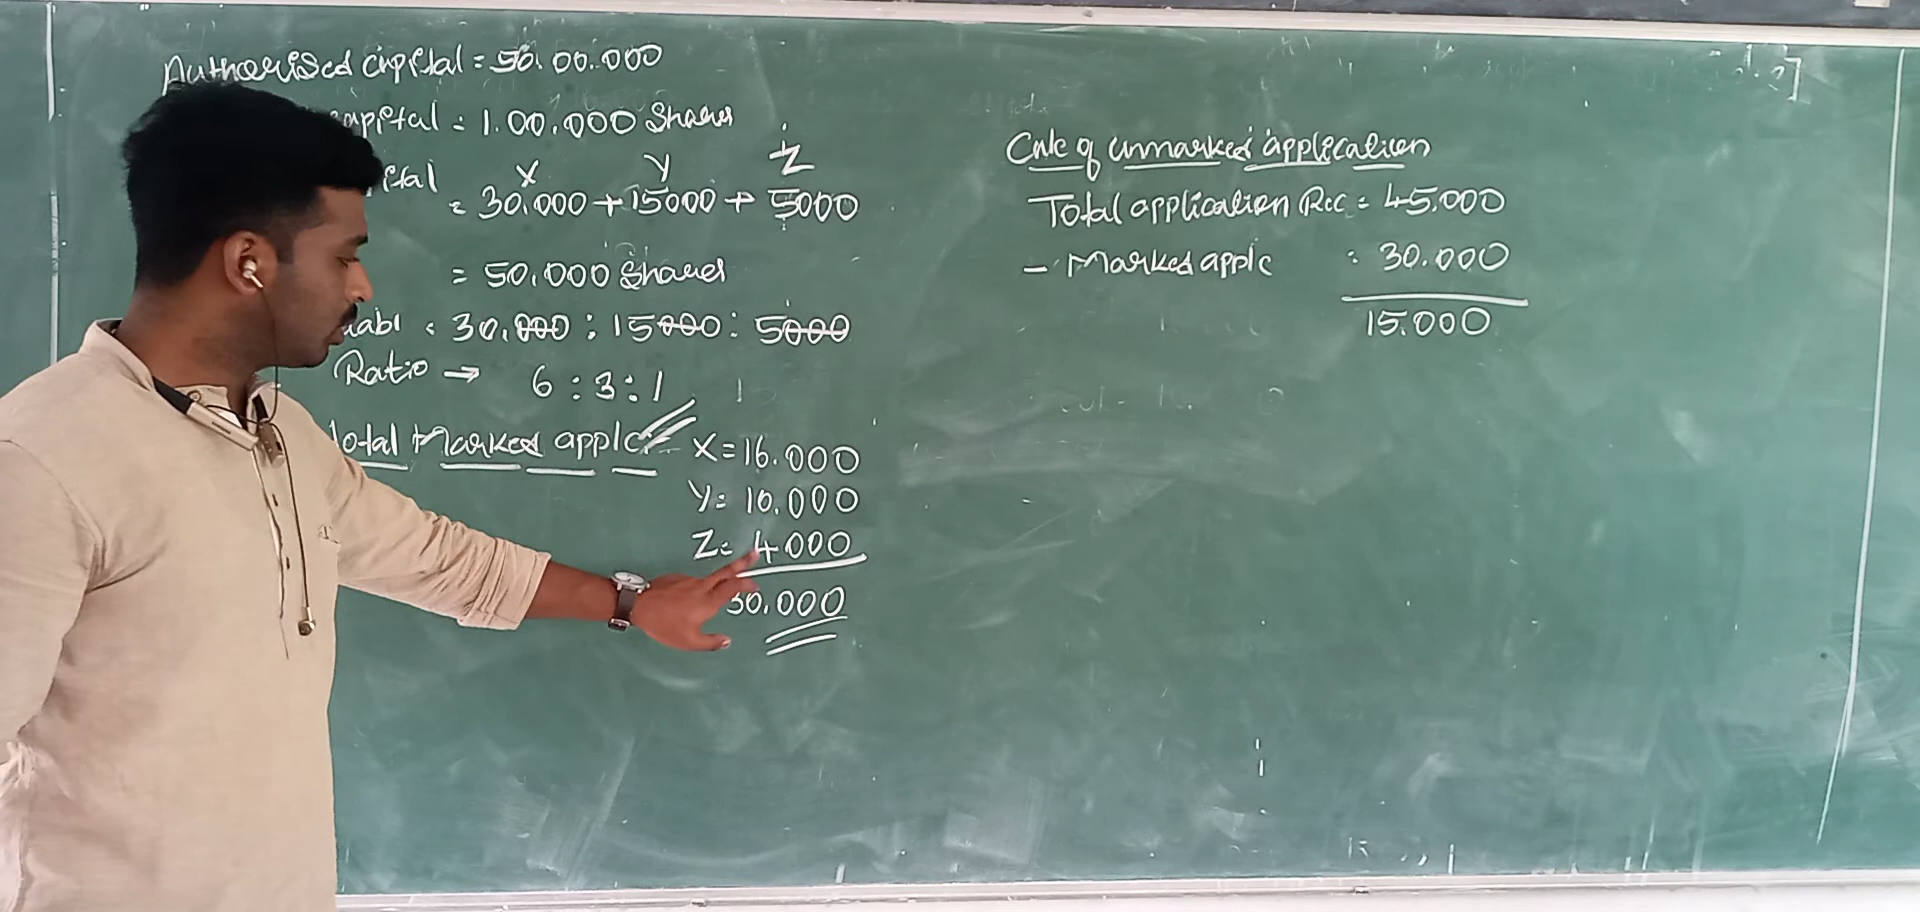 Authorised capital = 50.00.000
capital = 1.00.000 Shares
X Y Z
= 30.000 + 15000 + 5000
= 50.000 Shares
30.000 : 15000 : 5000
Ratio → 6 : 3 : 1
Total Marked applc:- X = 16.000
Y = 10.000
Z = 4000
30.000
Calc of unmarked application
Total application Rec = 45.000
- Marked applc : 30.000
15.000